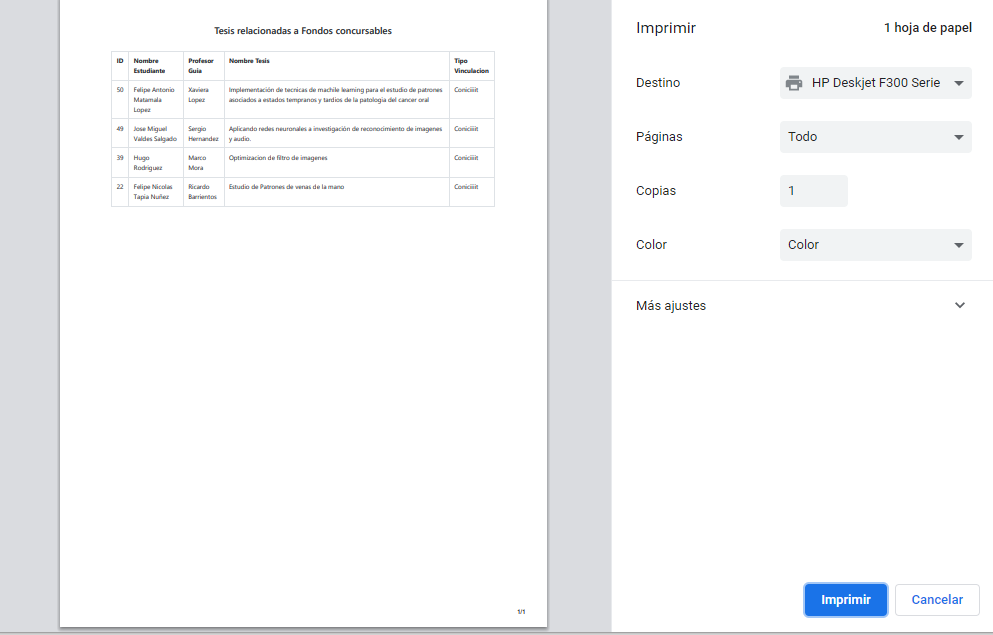 Tesis relacionadas a Fondos concursables
ID Nombre Estudiante Profesor Guia Nombre Tesis Tipo Vinculacion
50 Felipe Antonio Matamala Lopez Xaviera Lopez Implementación de tecnicas de machile learning para el estudio de patrones asociados a estados tempranos y tardios de la patologia del cancer oral Coniciiit
49 Jose Miguel Valdes Salgado Sergio Hernandez Aplicando redes neuronales a investigación de reconocimiento de imagenes y audio. Coniciiit
39 Hugo Rodriguez Marco Mora Optimizacion de filtro de imagenes Coniciiit
22 Felipe Nicolas Tapia Nuñez Ricardo Barrientos Estudio de Patrones de venas de la mano Coniciiit
1/1
Imprimir 1 hoja de papel
Destino HP Deskjet F300 Serie
Páginas Todo
Copias 1
Color Color
Más ajustes
Imprimir Cancelar